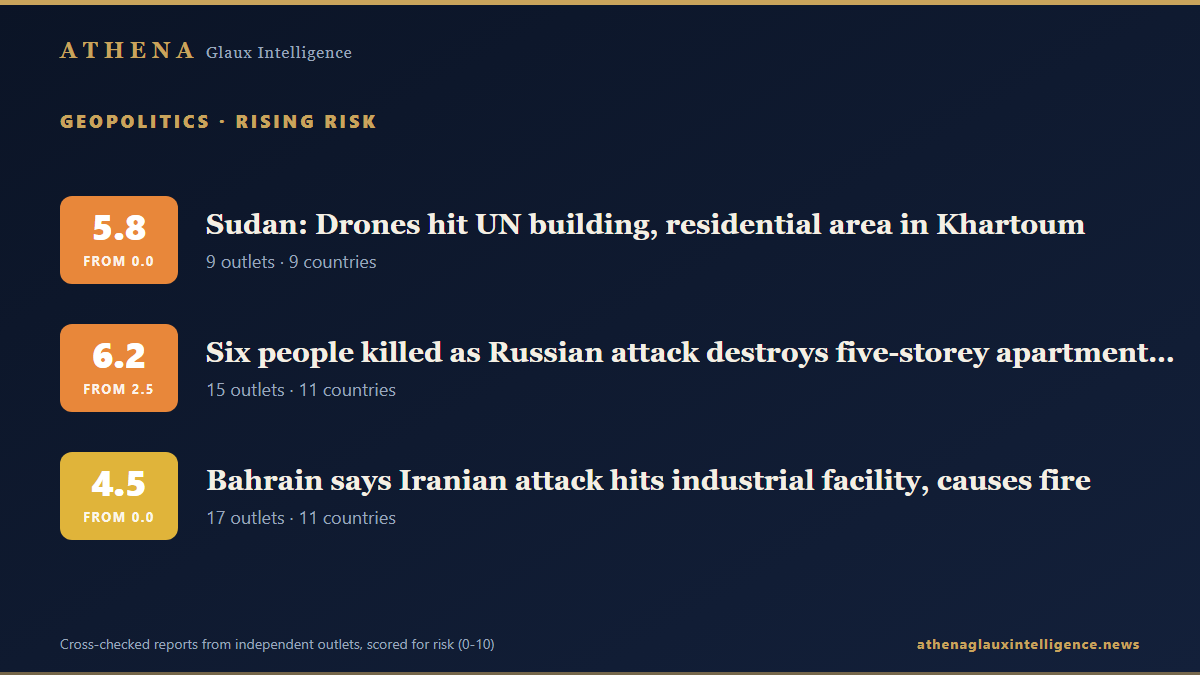 ATHENA Glaux Intelligence
GEOPOLITICS · RISING RISK
5.8
FROM 0.0
Sudan: Drones hit UN building, residential area in Khartoum
9 outlets · 9 countries
6.2
FROM 2.5
Six people killed as Russian attack destroys five-storey apartment...
15 outlets · 11 countries
4.5
FROM 0.0
Bahrain says Iranian attack hits industrial facility, causes fire
17 outlets · 11 countries
Cross-checked reports from independent outlets, scored for risk (0-10)
athenaglauxintelligence.news